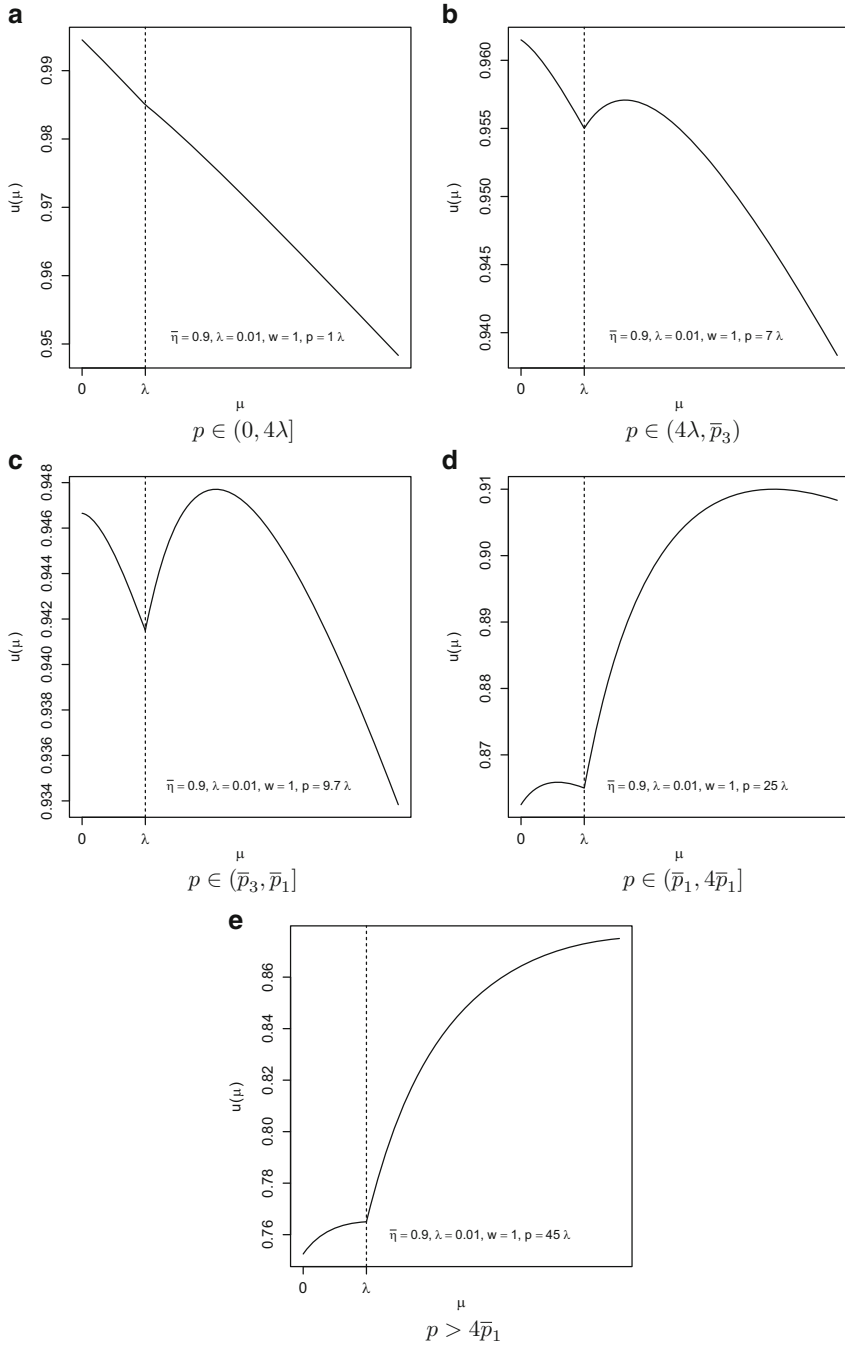 a
0.99
0.98
0.97
0.96
0.95
u(μ)
η̅ = 0.9, λ = 0.01, w = 1, p = 1 λ
0 λ
μ
p ∈ (0, 4λ]
b
0.960
0.955
0.950
0.945
0.940
u(μ)
η̅ = 0.9, λ = 0.01, w = 1, p = 7 λ
0 λ
μ
p ∈ (4λ, p̅₃)
c
0.948
0.946
0.944
0.942
0.940
0.938
0.936
0.934
u(μ)
η̅ = 0.9, λ = 0.01, w = 1, p = 9.7 λ
0 λ
μ
p ∈ (p̅₃, p̅₁]
d
0.91
0.90
0.89
0.88
0.87
u(μ)
η̅ = 0.9, λ = 0.01, w = 1, p = 25 λ
0 λ
μ
p ∈ (p̅₁, 4p̅₁]
e
0.86
0.84
0.82
0.80
0.78
0.76
u(μ)
η̅ = 0.9, λ = 0.01, w = 1, p = 45 λ
0 λ
μ
p > 4p̅₁